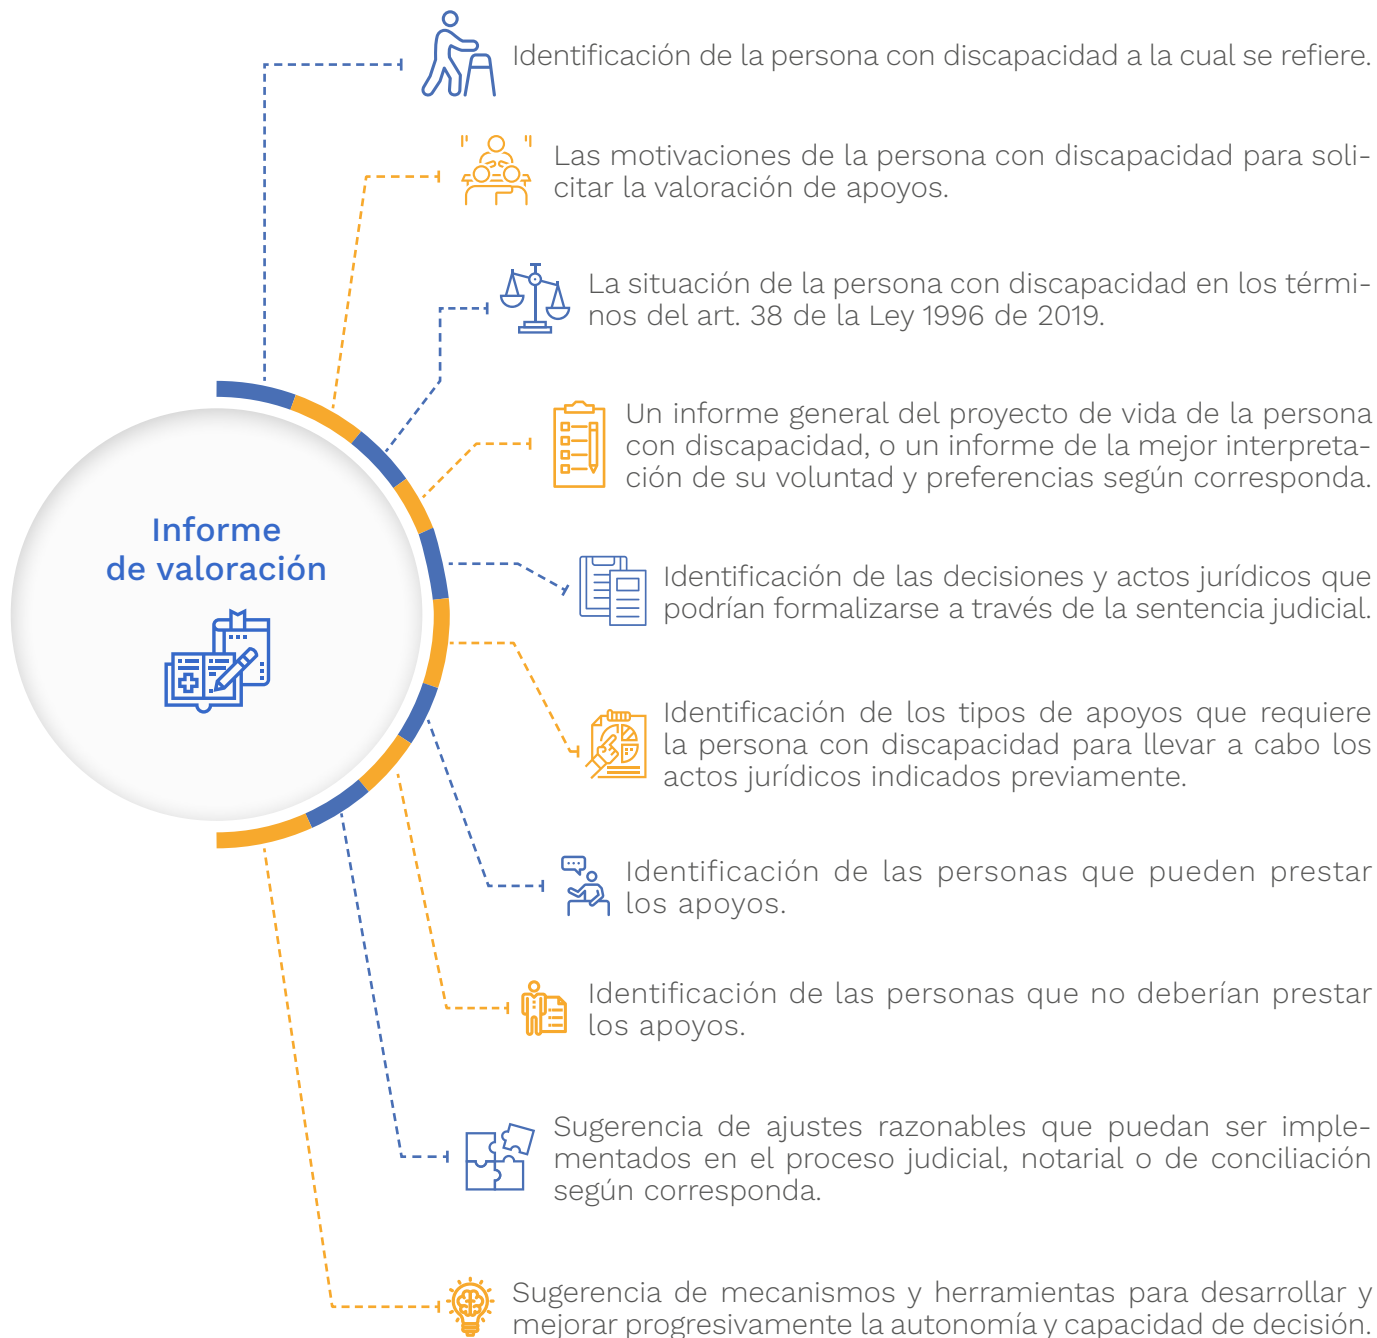 Identificación de la persona con discapacidad a la cual se refiere.
Las motivaciones de la persona con discapacidad para soli-
citar la valoración de apoyos.
La situación de la persona con discapacidad en los térmi-
nos del art. 38 de la Ley 1996 de 2019.
Un informe general del proyecto de vida de la persona
con discapacidad, o un informe de la mejor interpreta-
ción de su voluntad y preferencias según corresponda.
Informe
de valoración
Identificación de las decisiones y actos jurídicos que
podrían formalizarse a través de la sentencia judicial.
Identificación de los tipos de apoyos que requiere
la persona con discapacidad para llevar a cabo los
actos jurídicos indicados previamente.
Identificación de las personas que pueden prestar
los apoyos.
Identificación de las personas que no deberían prestar
los apoyos.
Sugerencia de ajustes razonables que puedan ser imple-
mentados en el proceso judicial, notarial o de conciliación
según corresponda.
Sugerencia de mecanismos y herramientas para desarrollar y
mejorar progresivamente la autonomía y capacidad de decisión.